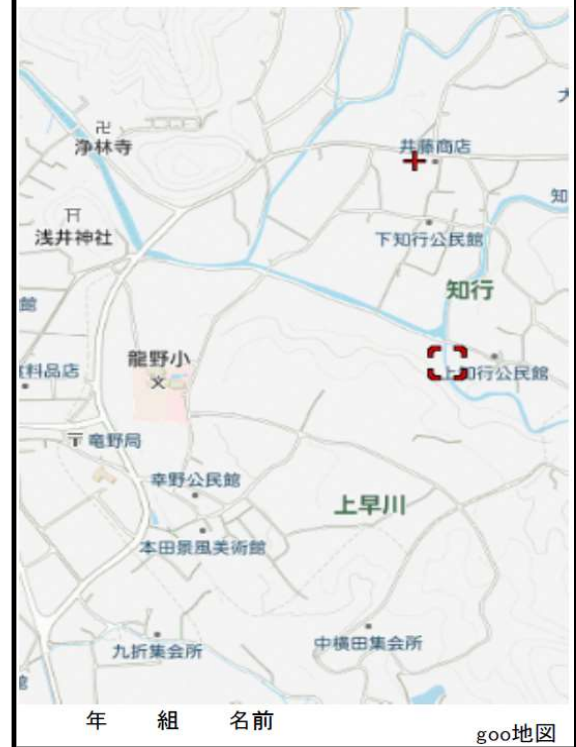 浄林寺
共藤商店
大
知
浅井神社
下知行公民館
知行
館
龍野小
料品店
上知行公民館
〒竜野局
幸野公民館
上早川
本田景風美術館
九折集会所
中横田集会所
館
年 組 名前
goo地図